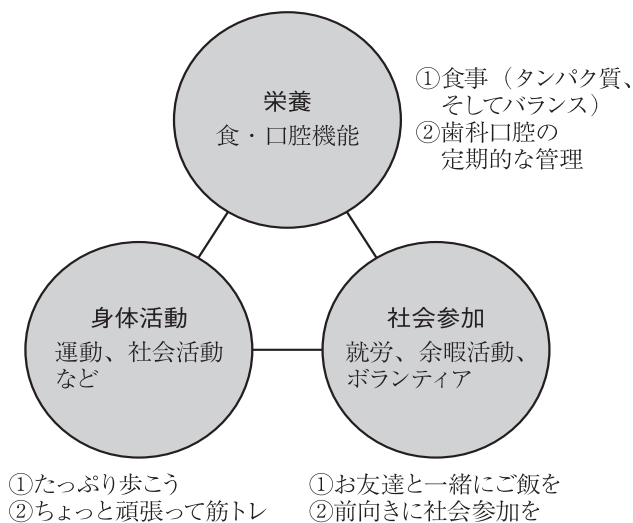 栄養
食・口腔機能
①食事（タンパク質、
そしてバランス）
②歯科口腔の
定期的な管理
身体活動
運動、社会活動
など
社会参加
就労、余暇活動、
ボランティア
①たっぷり歩こう
②ちょっと頑張って筋トレ
①お友達と一緒にご飯を
②前向きに社会参加を